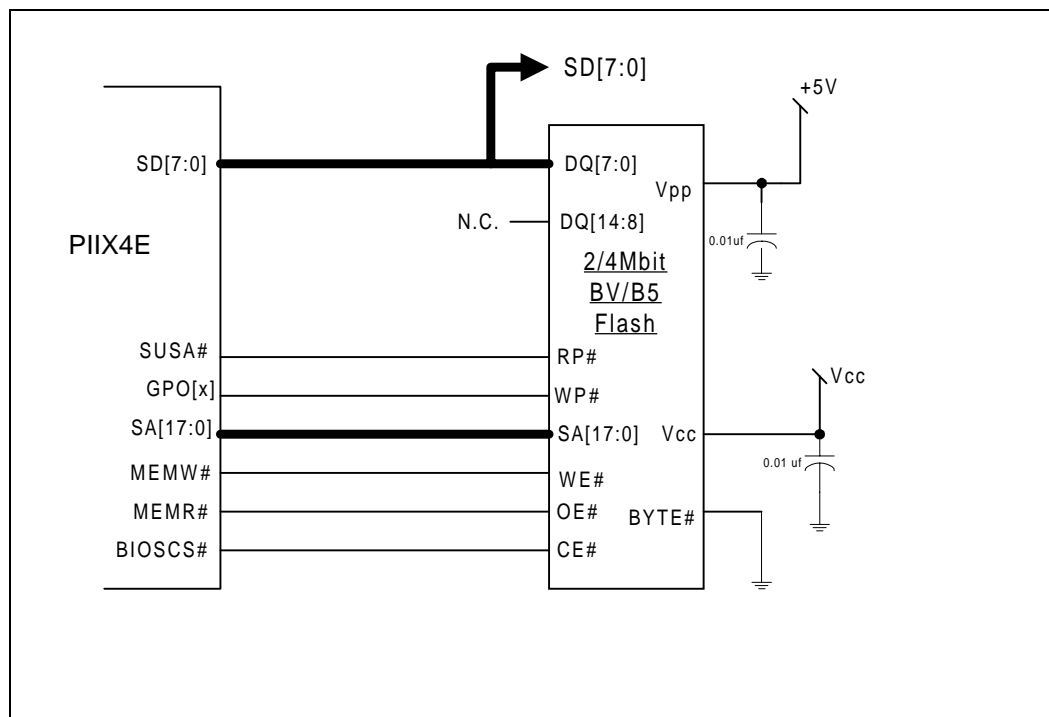 SD[7:0]
+5V
SD[7:0]
DQ[7:0]
Vpp
N.C.
DQ[14:8]
PIIX4E
0.01uf
2/4Mbit
BV/B5
Flash
SUSA#
RP#
GPO[x]
WP#
Vcc
SA[17:0]
SA[17:0]
Vcc
0.01 uf
MEMW#
WE#
MEMR#
OE#
BYTE#
BIOSCS#
CE#